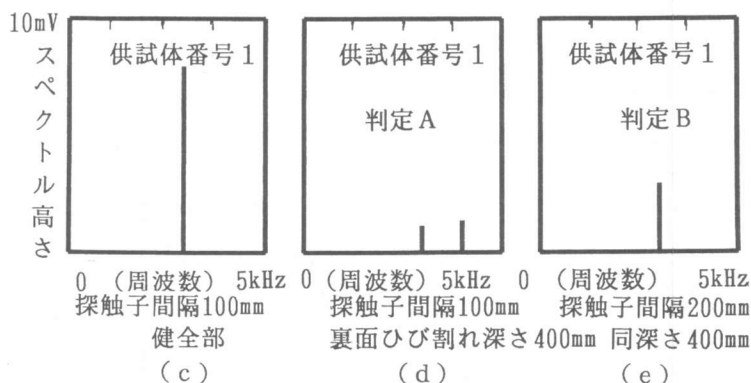 10mV
スペクトル高さ
供試体番号1
供試体番号1
判定A
供試体番号1
判定B
0 (周波数) 5kHz 0 (周波数) 5kHz 0 (周波数) 5kHz
探触子間隔100mm 探触子間隔100mm 探触子間隔200mm
健全部 裏面ひび割れ深さ400mm 同深さ400mm
(c) (d) (e)